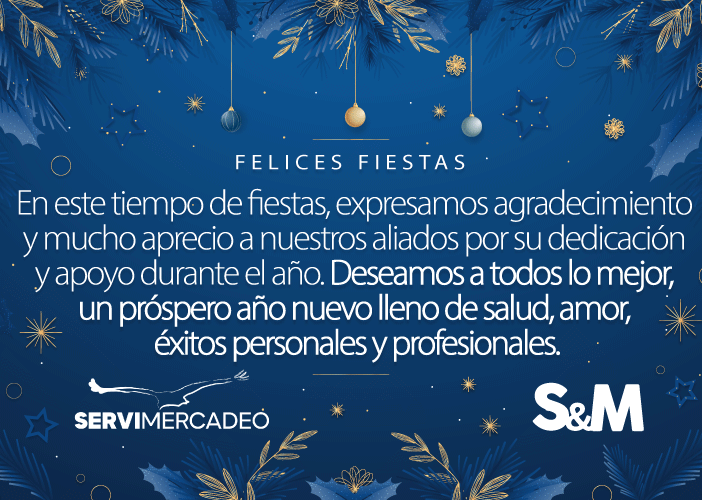 FELICES FIESTAS
En este tiempo de fiestas, expresamos agradecimiento
y mucho aprecio a nuestros aliados por su dedicación
y apoyo durante el año. Deseamos a todos lo mejor,
un próspero año nuevo lleno de salud, amor,
éxitos personales y profesionales.
SERVIMERCADEO
S&M